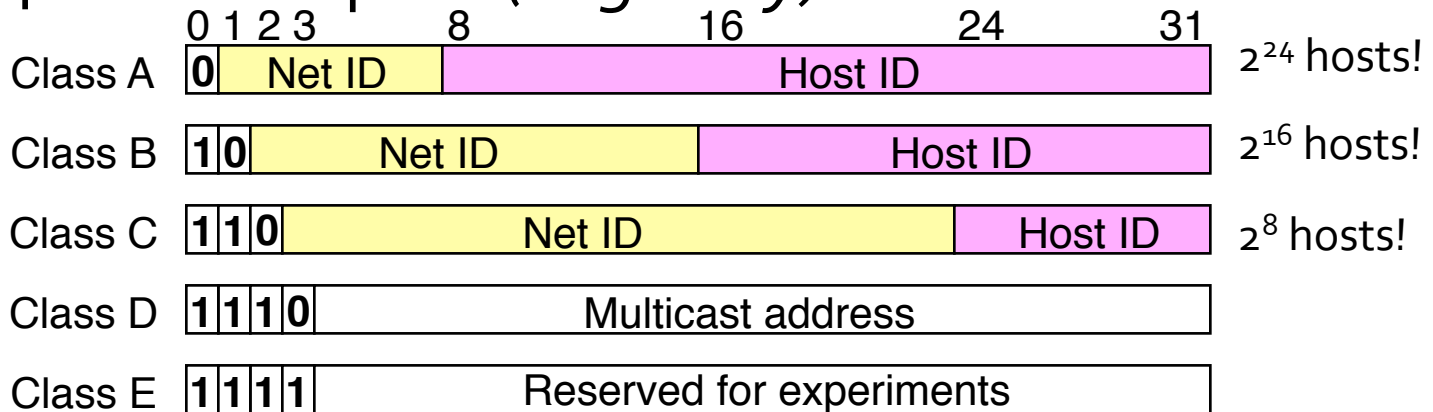 0 1 2 3 8 16 24 31
Class A 0 Net ID Host ID 2²⁴ hosts!
Class B 1 0 Net ID Host ID 2¹⁶ hosts!
Class C 1 1 0 Net ID Host ID 2⁸ hosts!
Class D 1 1 1 0 Multicast address
Class E 1 1 1 1 Reserved for experiments